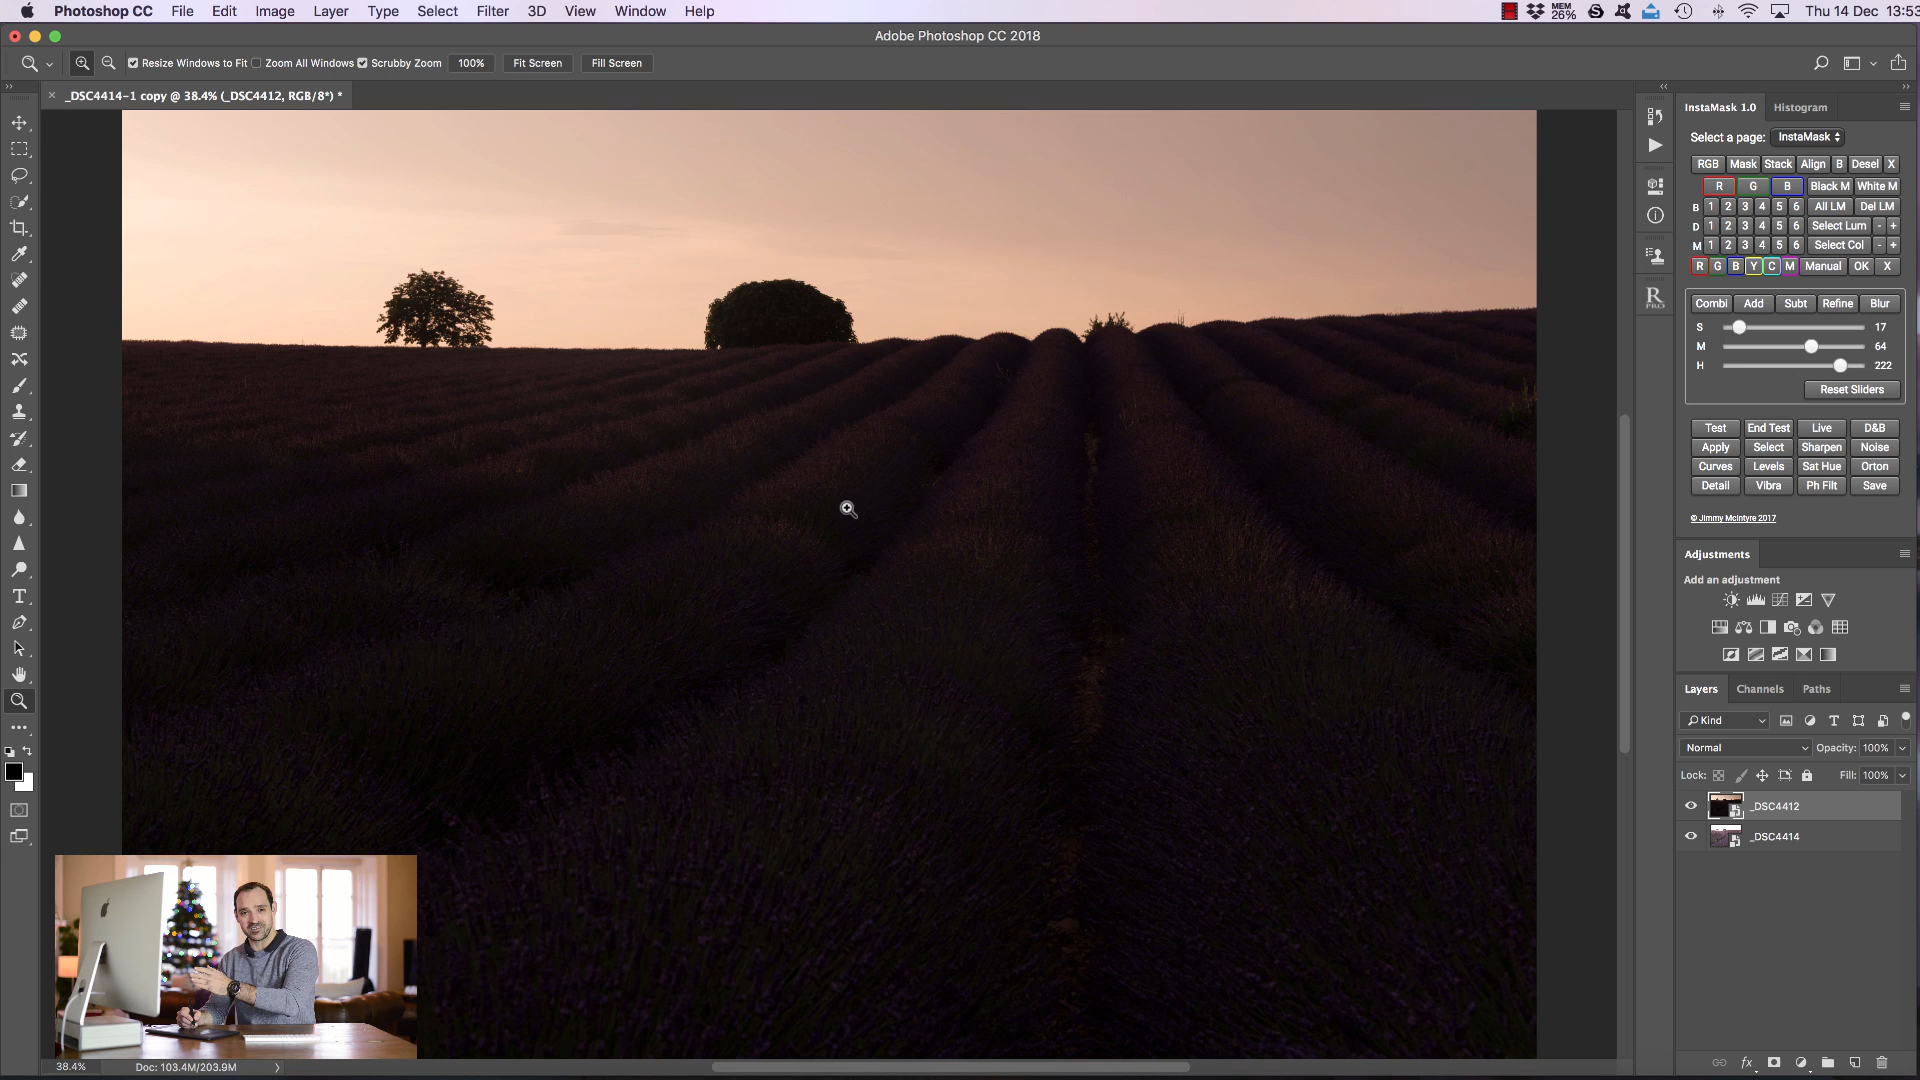 Photoshop CC File Edit Image Layer Type Select Filter 3D View Window Help MEM 26% Thu 14 Dec 13:53
Adobe Photoshop CC 2018
Resize Windows to Fit Zoom All Windows Scrubby Zoom 100% Fit Screen Fill Screen
_DSC4414-1 copy @ 38.4% (_DSC4412, RGB/8*) *
InstaMask 1.0 Histogram
Select a page: InstaMask
RGB Mask Stack Align B Desel X
R G B Black M White M
B 1 2 3 4 5 6 All LM Del LM
D 1 2 3 4 5 6 Select Lum - +
M 1 2 3 4 5 6 Select Col - +
R G B Y C M Manual OK X
Combi Add Subt Refine Blur
S 17
M 64
H 222
Reset Sliders
Test End Test Live D&B
Apply Select Sharpen Noise
Curves Levels Sat Hue Orton
Detail Vibra Ph Filt Save
© Jimmy McIntyre 2017
R PRO
Adjustments
Add an adjustment
Layers Channels Paths
Kind
Normal Opacity: 100%
Lock: Fill: 100%
_DSC4412
_DSC4414
38.4% Doc: 103.4M/203.9M